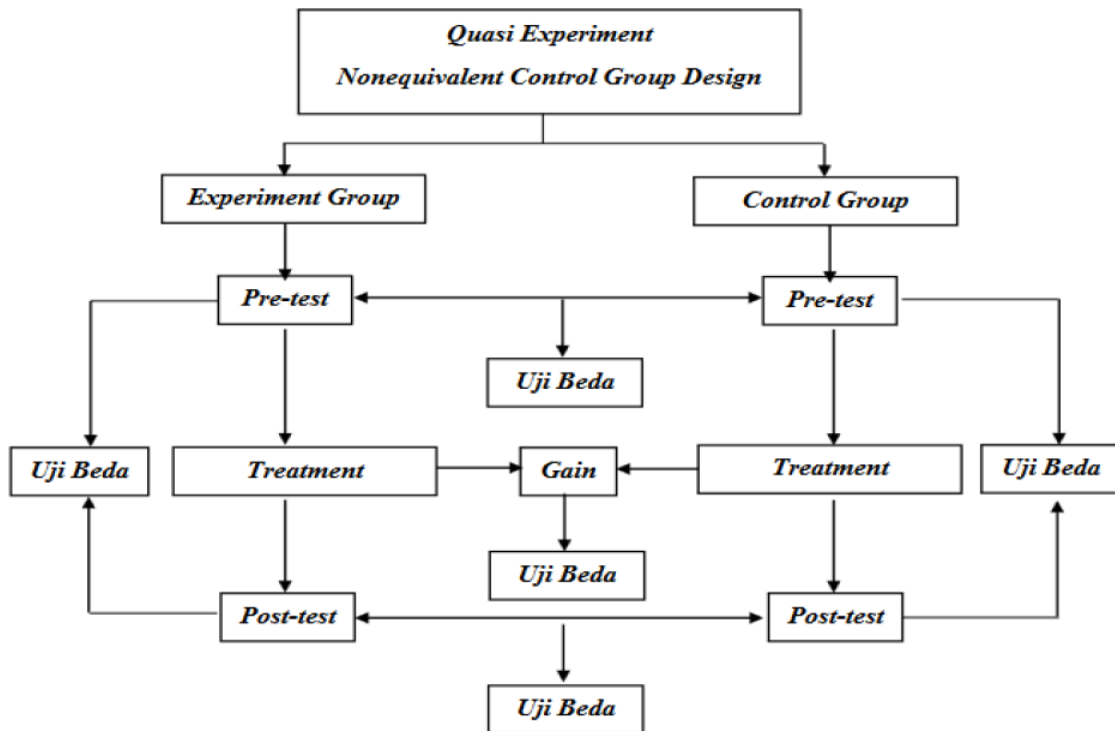 Quasi Experiment
Nonequivalent Control Group Design
Experiment Group
Control Group
Pre-test
Pre-test
Uji Beda
Uji Beda
Treatment
Gain
Treatment
Uji Beda
Uji Beda
Post-test
Post-test
Uji Beda